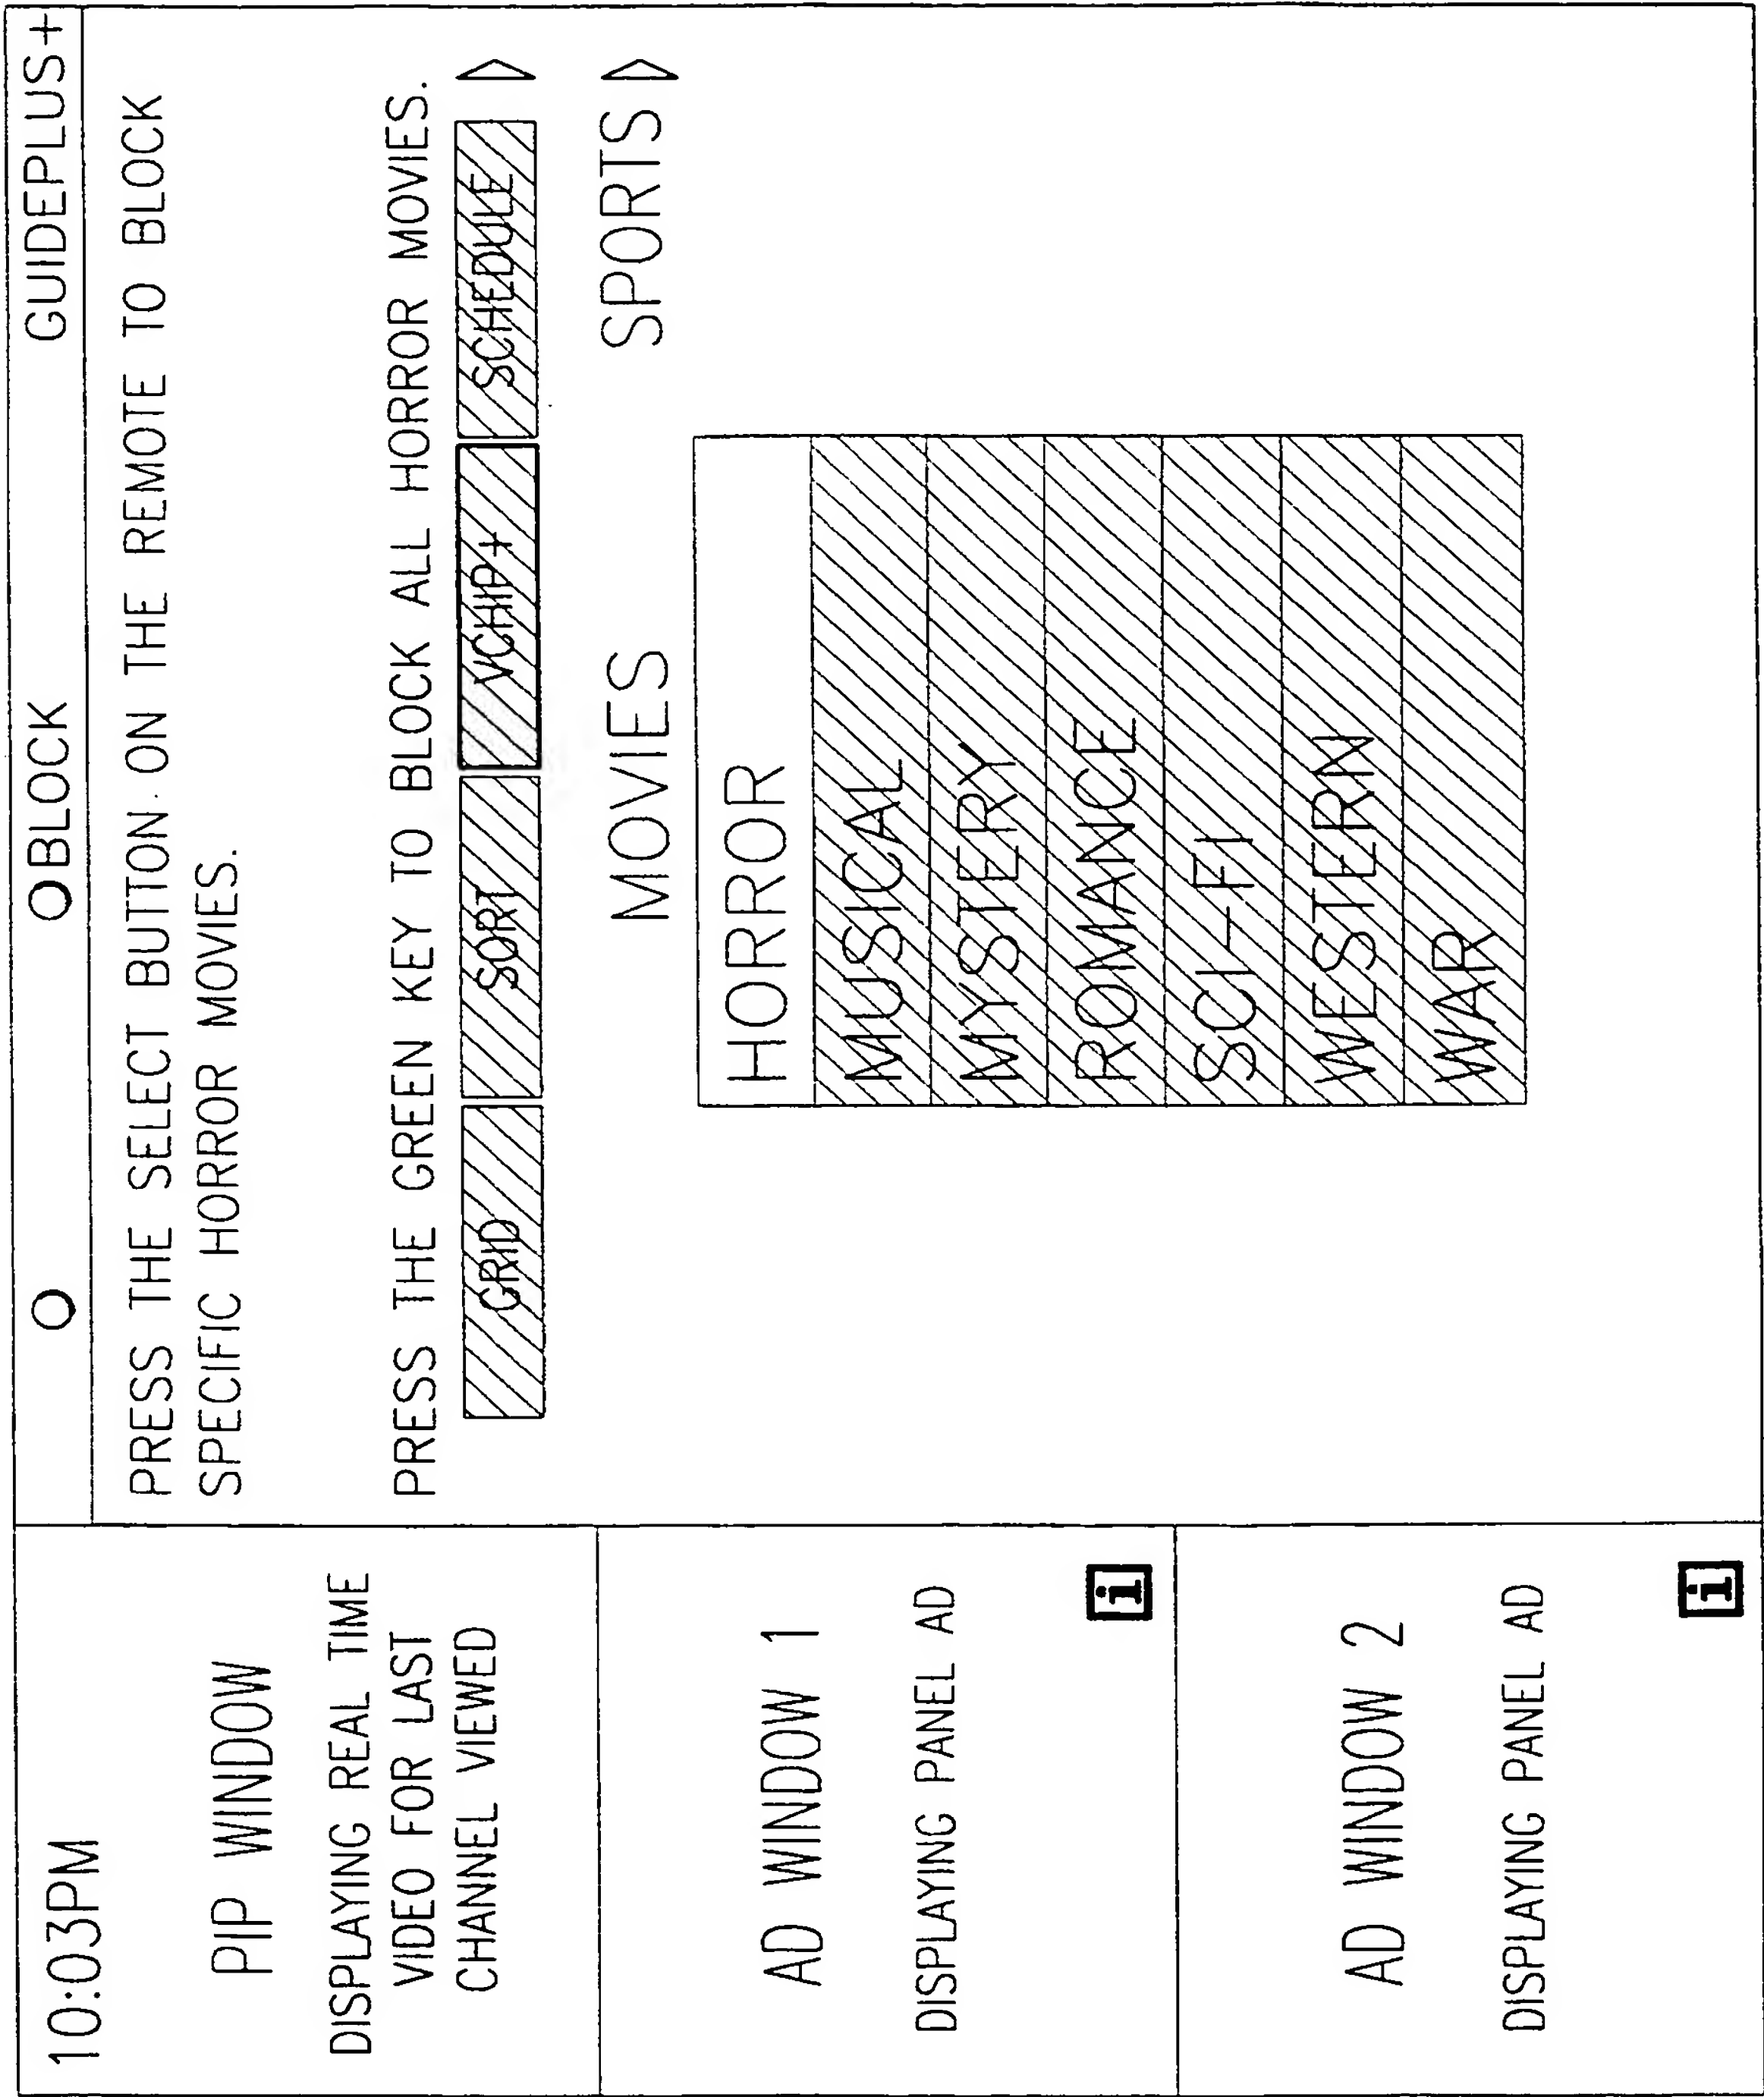 10:03PM
PIP WINDOW
DISPLAYING REAL TIME
VIDEO FOR LAST
CHANNEL VIEWED
AD WINDOW 1
DISPLAYING PANEL AD
i
AD WINDOW 2
DISPLAYING PANEL AD
i
BLOCK GUIDEPLUS+
PRESS THE SELECT BUTTON ON THE REMOTE TO BLOCK
SPECIFIC HORROR MOVIES.
PRESS THE GREEN KEY TO BLOCK ALL HORROR MOVIES.
GRID SORT VCHIP+ SCHEDULE
MOVIES SPORTS
HORROR
MUSICAL
MYSTERY
ROMANCE
SCI-FI
WESTERN
WAR